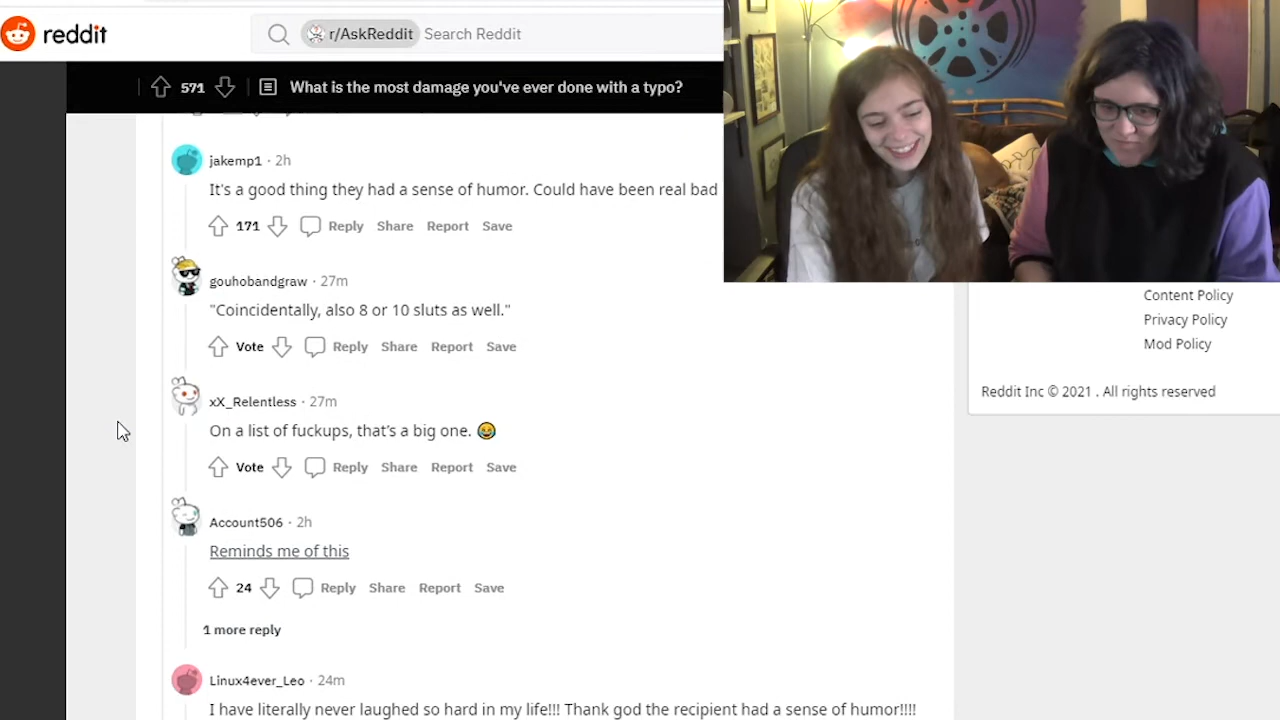 reddit
r/AskReddit Search Reddit
571 What is the most damage you've ever done with a typo?
jakemp1 · 2h
It's a good thing they had a sense of humor. Could have been real bad
171 Reply Share Report Save
gouhobandgraw · 27m
"Coincidentally, also 8 or 10 sluts as well."
Vote Reply Share Report Save
xX_Relentless · 27m
On a list of fuckups, that's a big one. 😂
Vote Reply Share Report Save
Account506 · 2h
Reminds me of this
24 Reply Share Report Save
1 more reply
Linux4ever_Leo · 24m
I have literally never laughed so hard in my life!!! Thank god the recipient had a sense of humor!!!!
Content Policy
Privacy Policy
Mod Policy
Reddit Inc © 2021 . All rights reserved